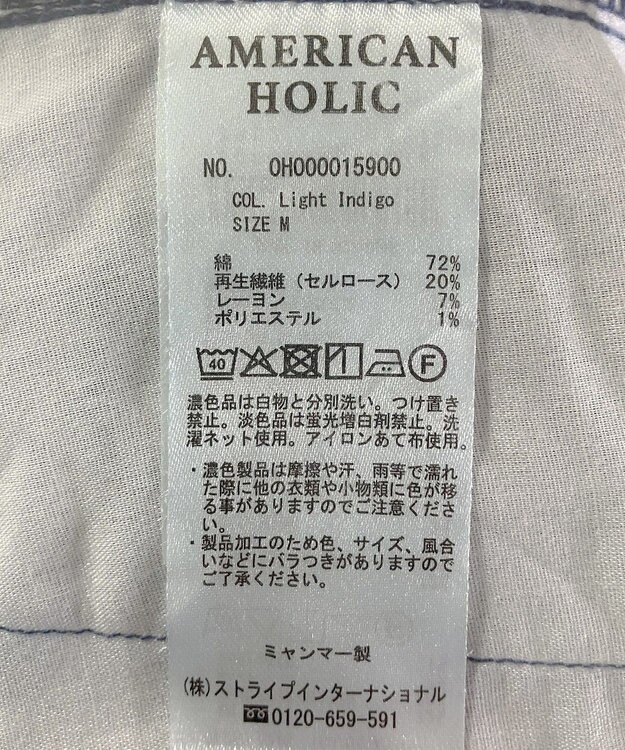 AMERICAN
HOLIC
NO. OH000015900
COL. Light Indigo
SIZE M
綿 72%
再生繊維（セルロース） 20%
レーヨン 7%
ポリエステル 1%
40 F
濃色品は白物と分別洗い。つけ置き
禁止。淡色品は蛍光増白剤禁止。洗
濯ネット使用。アイロンあて布使用。
・濃色製品は摩擦や汗、雨等で濡れ
た際に他の衣類や小物類に色が移
る事がありますのでご注意くださ
い。
・製品加工のため色、サイズ、風合
いなどにバラつきがありますので
ご了承ください。
ミャンマー製
(株)ストライプインターナショナル
0120-659-591